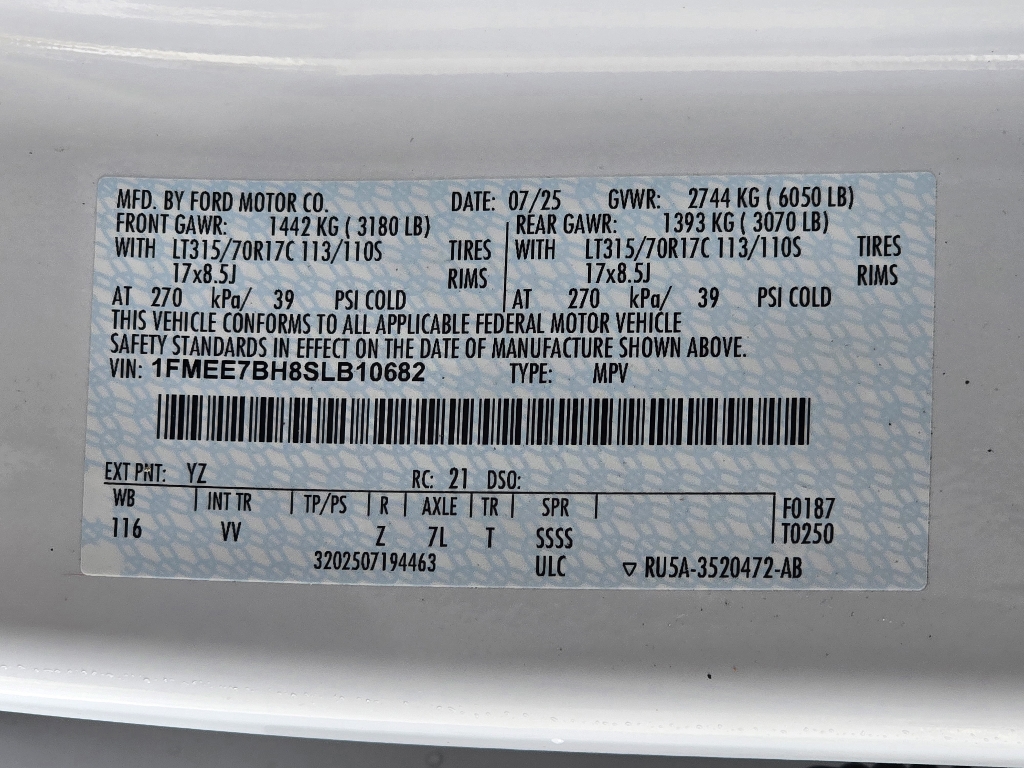 MFD. BY FORD MOTOR CO. DATE: 07/25 GVWR: 2744 KG ( 6050 LB)
FRONT GAWR: 1442 KG ( 3180 LB) REAR GAWR: 1393 KG ( 3070 LB)
WITH LT315/70R17C 113/110S TIRES WITH LT315/70R17C 113/110S TIRES
17x8.5J RIMS 17x8.5J RIMS
AT 270 kPa/ 39 PSI COLD AT 270 kPa/ 39 PSI COLD
THIS VEHICLE CONFORMS TO ALL APPLICABLE FEDERAL MOTOR VEHICLE
SAFETY STANDARDS IN EFFECT ON THE DATE OF MANUFACTURE SHOWN ABOVE.
VIN: 1FMEE7BH8SLB10682 TYPE: MPV
EXT PNT: YZ RC: 21 DSO:
WB INT TR TP/PS R AXLE TR SPR F0187
116 VV Z 7L T SSSS T0250
3202507194463 ULC ▽ RU5A-3520472-AB